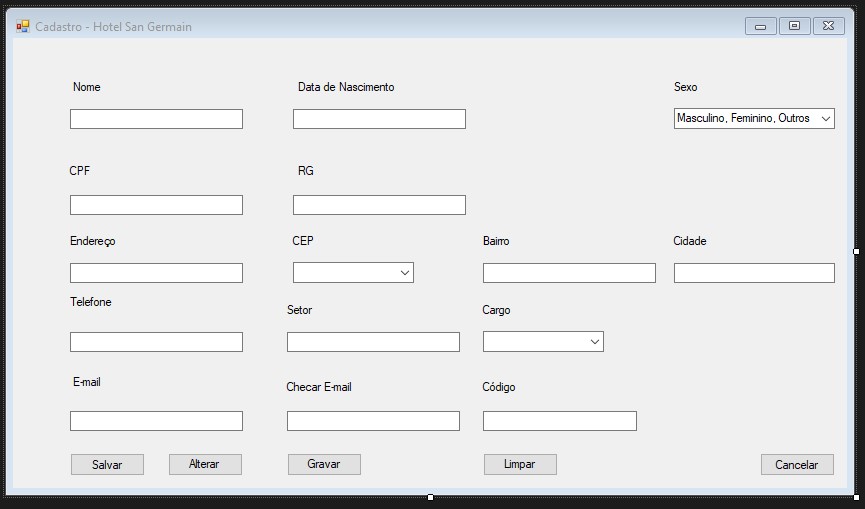 Cadastro - Hotel San Germain
Nome
Data de Nascimento
Sexo
Masculino, Feminino, Outros
CPF
RG
Endereço
CEP
Bairro
Cidade
Telefone
Setor
Cargo
E-mail
Checar E-mail
Código
Salvar
Alterar
Gravar
Limpar
Cancelar